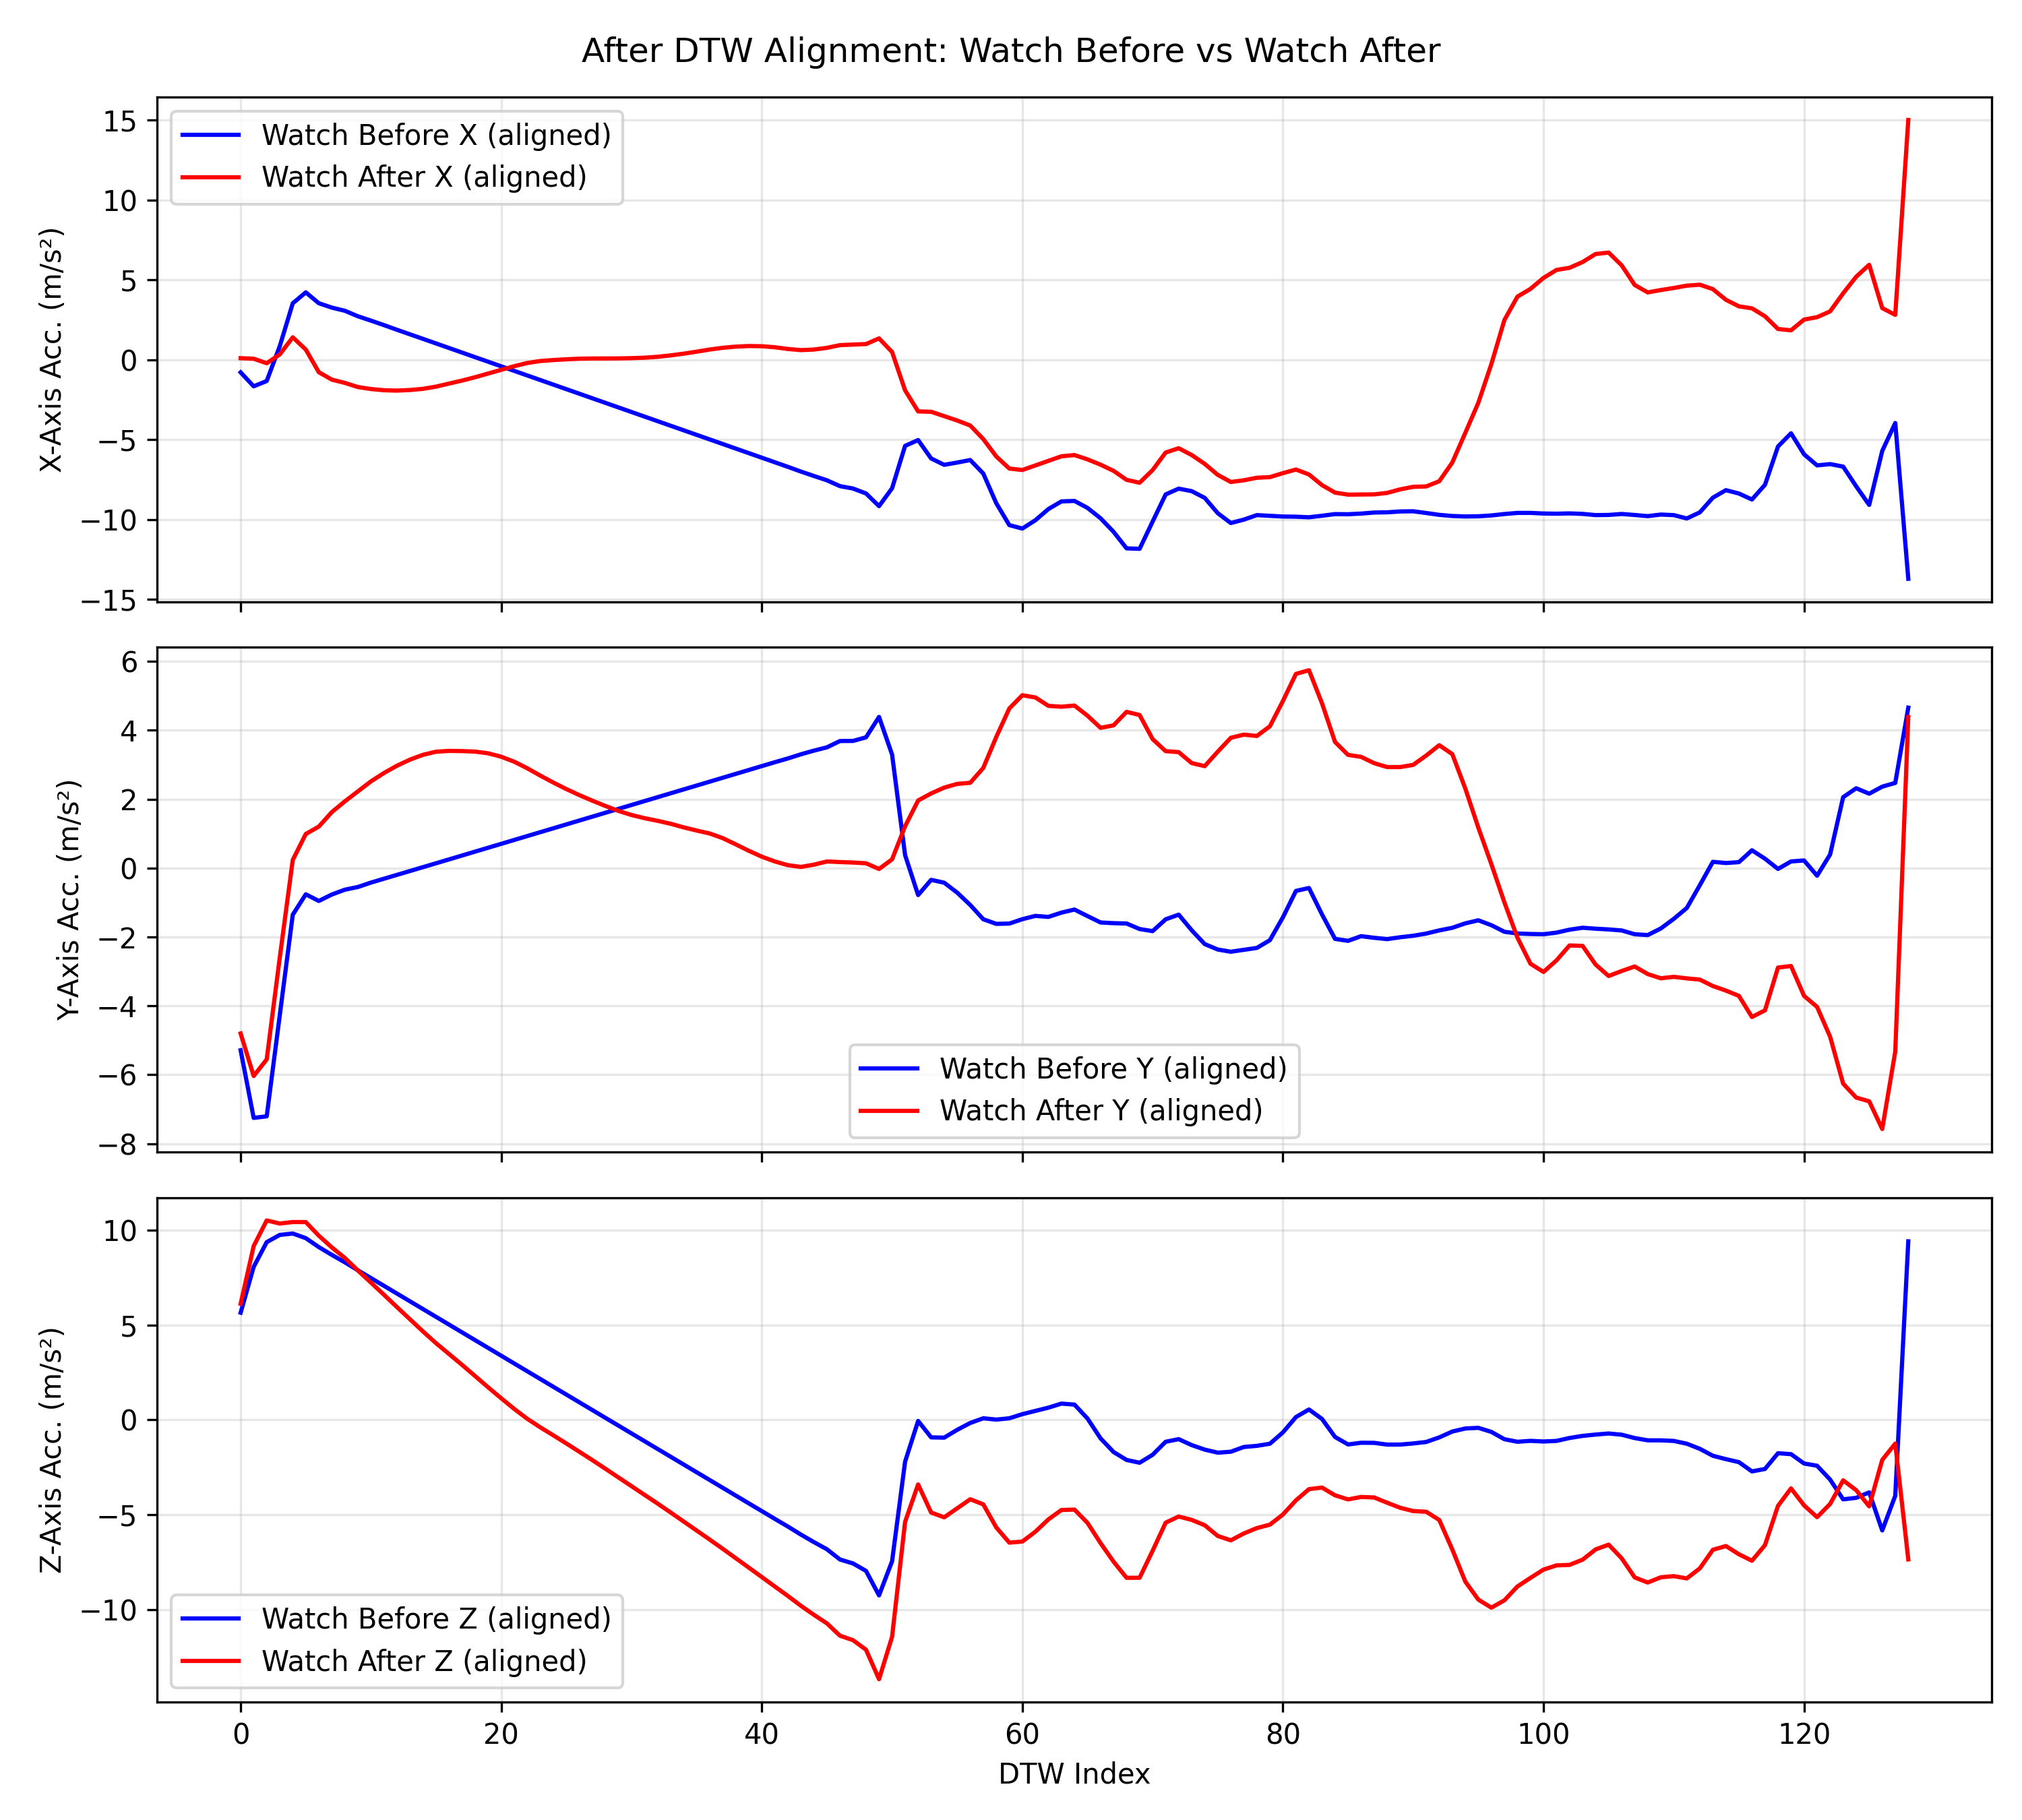 After DTW Alignment: Watch Before vs Watch After
15
10
5
0
−5
−10
−15
X-Axis Acc. (m/s²)
Watch Before X (aligned)
Watch After X (aligned)
6
4
2
0
−2
−4
−6
−8
Y-Axis Acc. (m/s²)
Watch Before Y (aligned)
Watch After Y (aligned)
10
5
0
−5
−10
Z-Axis Acc. (m/s²)
Watch Before Z (aligned)
Watch After Z (aligned)
0 20 40 60 80 100 120
DTW Index